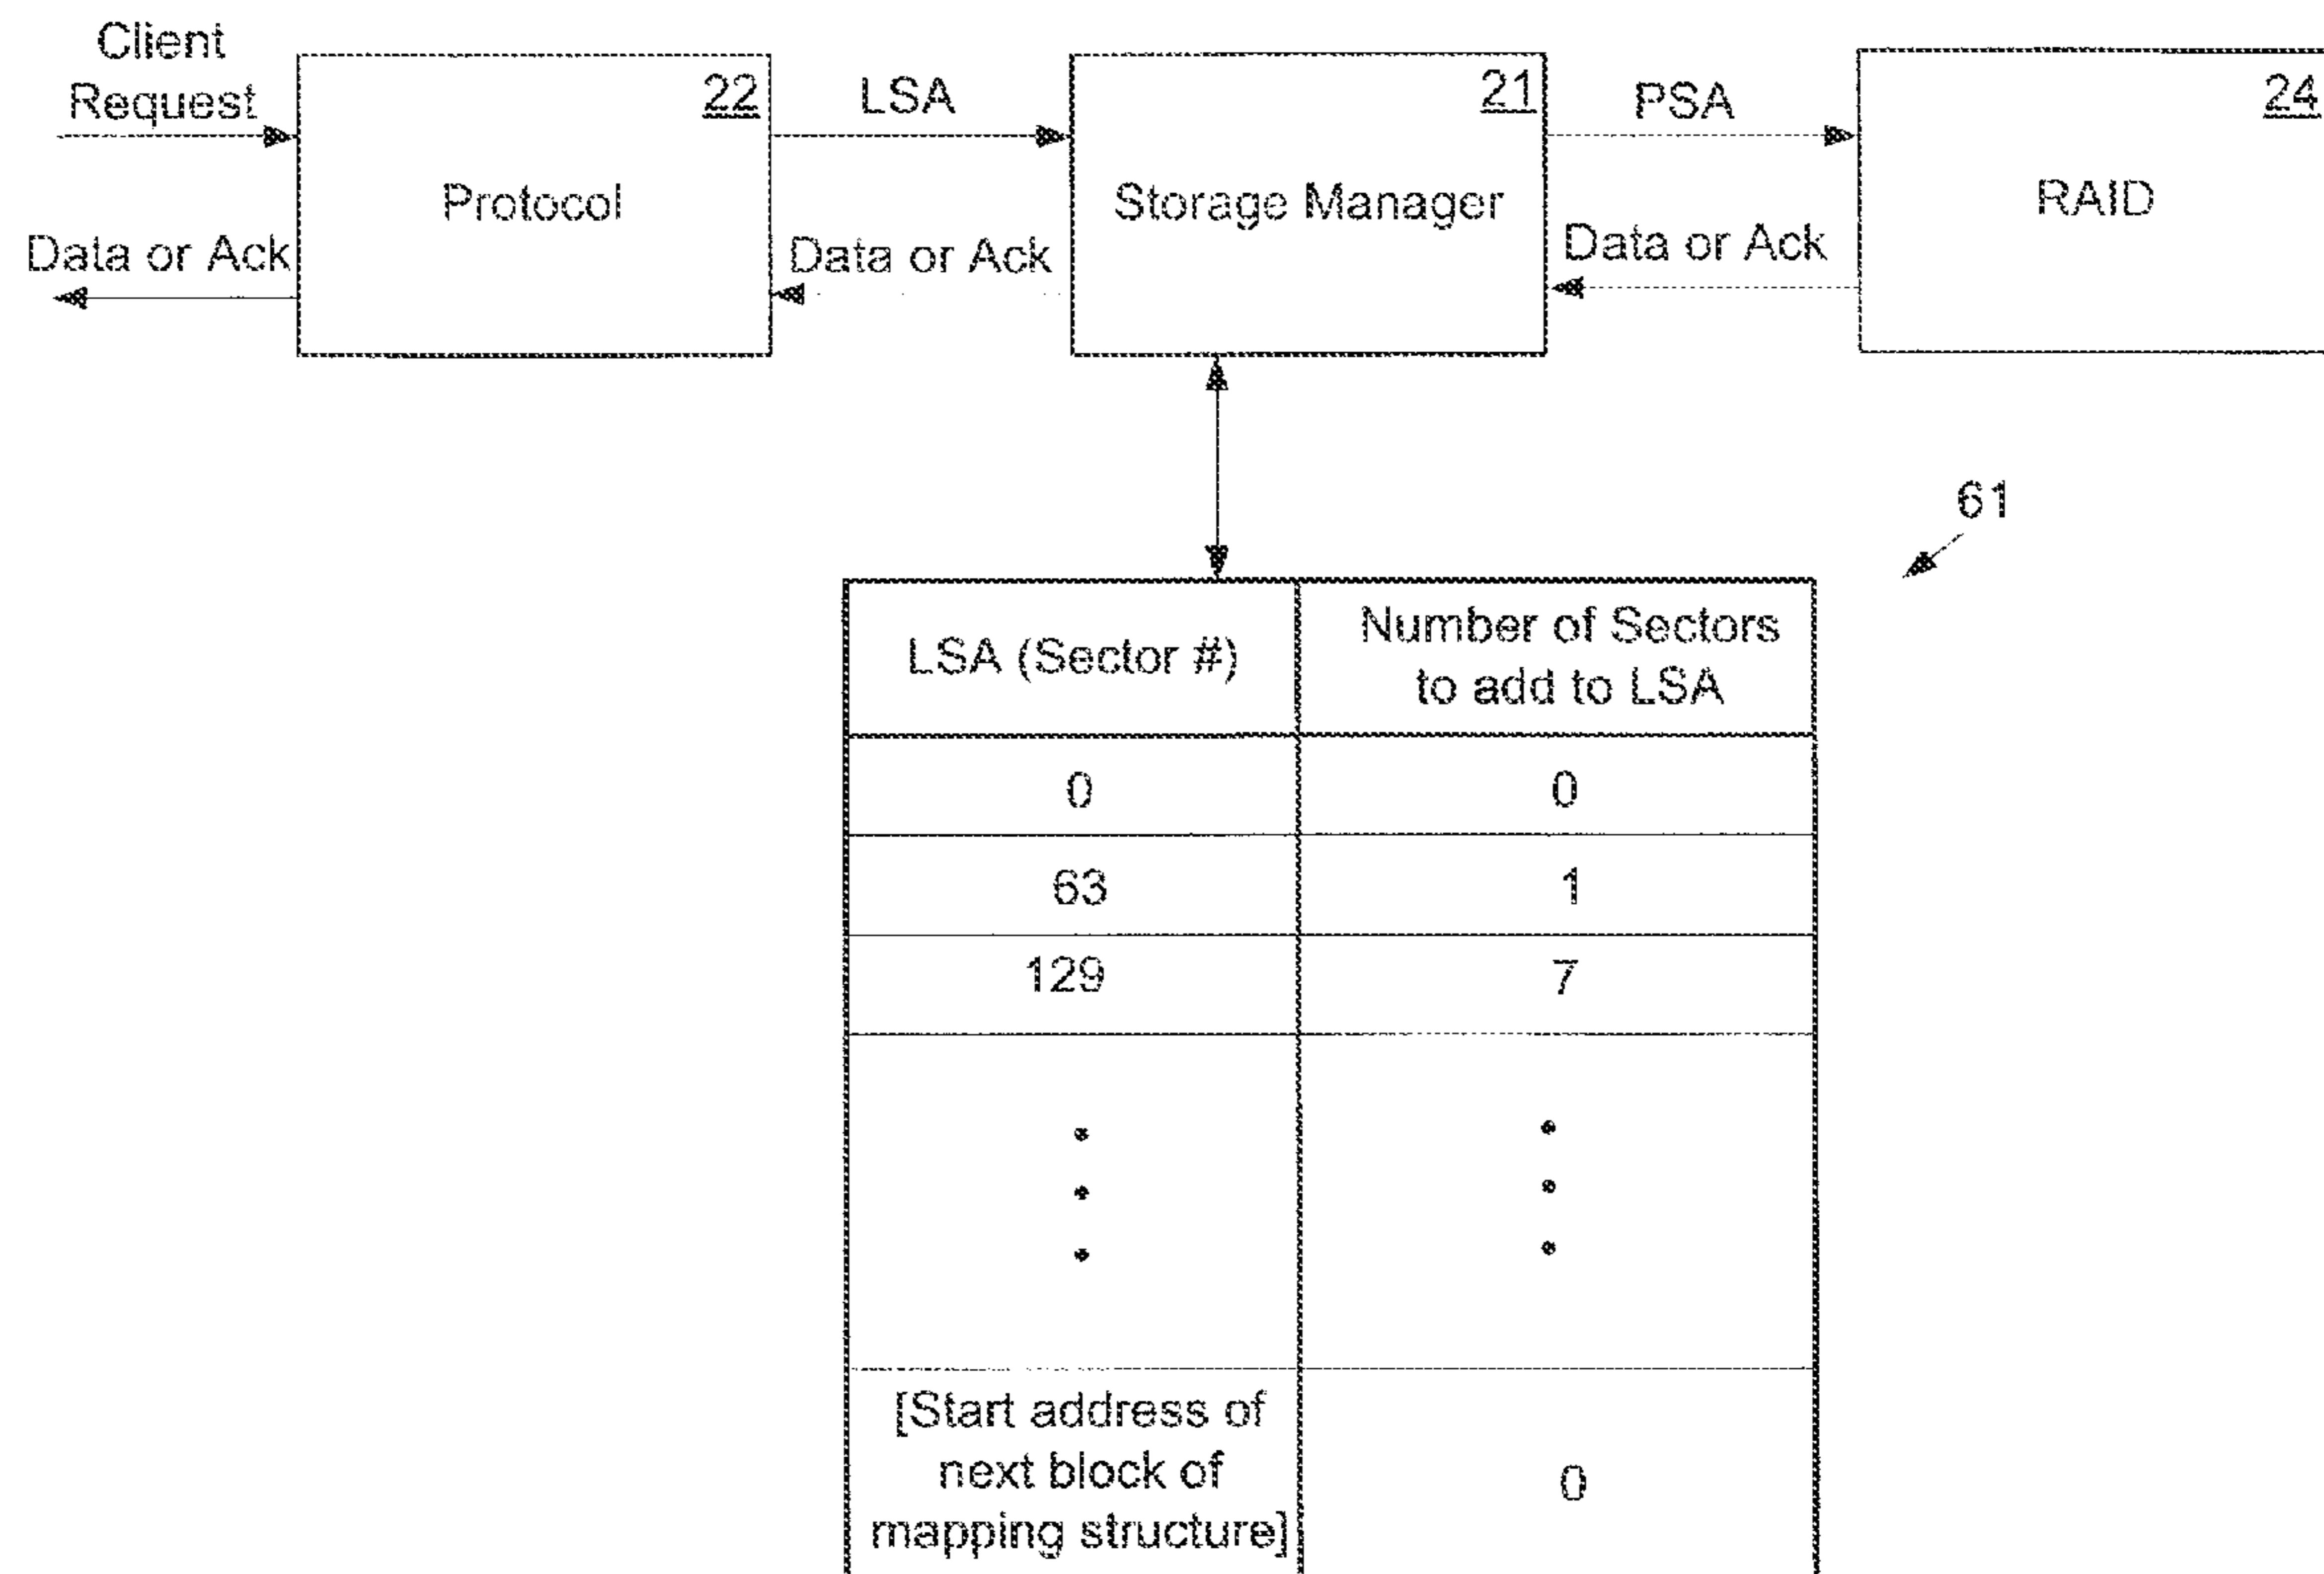 Client
Request
22
LSA
21
PSA
24
Protocol
Storage Manager
RAID
Data or Ack
Data or Ack
Data or Ack
61
LSA (Sector #)
Number of Sectors
to add to LSA
0
0
63
1
129
7
[Start address of
next block of
mapping structure]
0